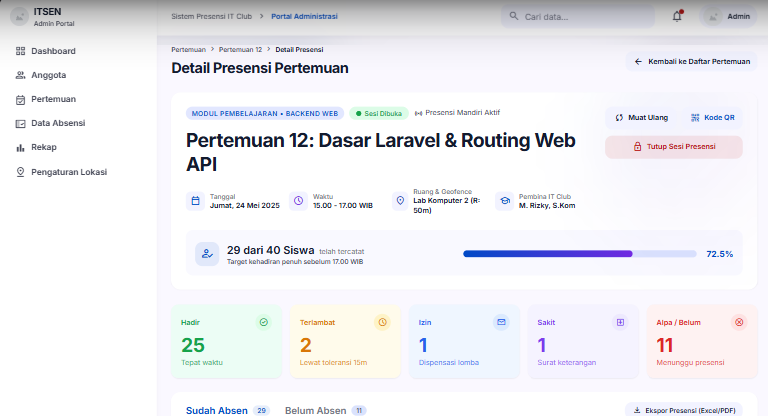 ITSEN
Admin Portal
Sistem Presensi IT Club > Portal Administrasi
Cari data...
Admin
Dashboard
Anggota
Pertemuan
Data Absensi
Rekap
Pengaturan Lokasi
Pertemuan > Pertemuan 12 > Detail Presensi
Detail Presensi Pertemuan
Kembali ke Daftar Pertemuan
MODUL PEMBELAJARAN • BACKEND WEB
Sesi Dibuka
Presensi Mandiri Aktif
Muat Ulang
Kode QR
Tutup Sesi Presensi
Pertemuan 12: Dasar Laravel & Routing Web
API
Tanggal
Jumat, 24 Mei 2025
Waktu
15.00 - 17.00 WIB
Ruang & Geofence
Lab Komputer 2 (R:
50m)
Pembina IT Club
M. Rizky, S.Kom
29 dari 40 Siswa telah tercatat
Target kehadiran penuh sebelum 17.00 WIB
72.5%
Hadir
25
Tepat waktu
Terlambat
2
Lewat toleransi 15m
Izin
1
Dispensasi lomba
Sakit
1
Surat keterangan
Alpa / Belum
11
Menunggu presensi
Sudah Absen 29
Belum Absen 11
Ekspor Presensi (Excel/PDF)